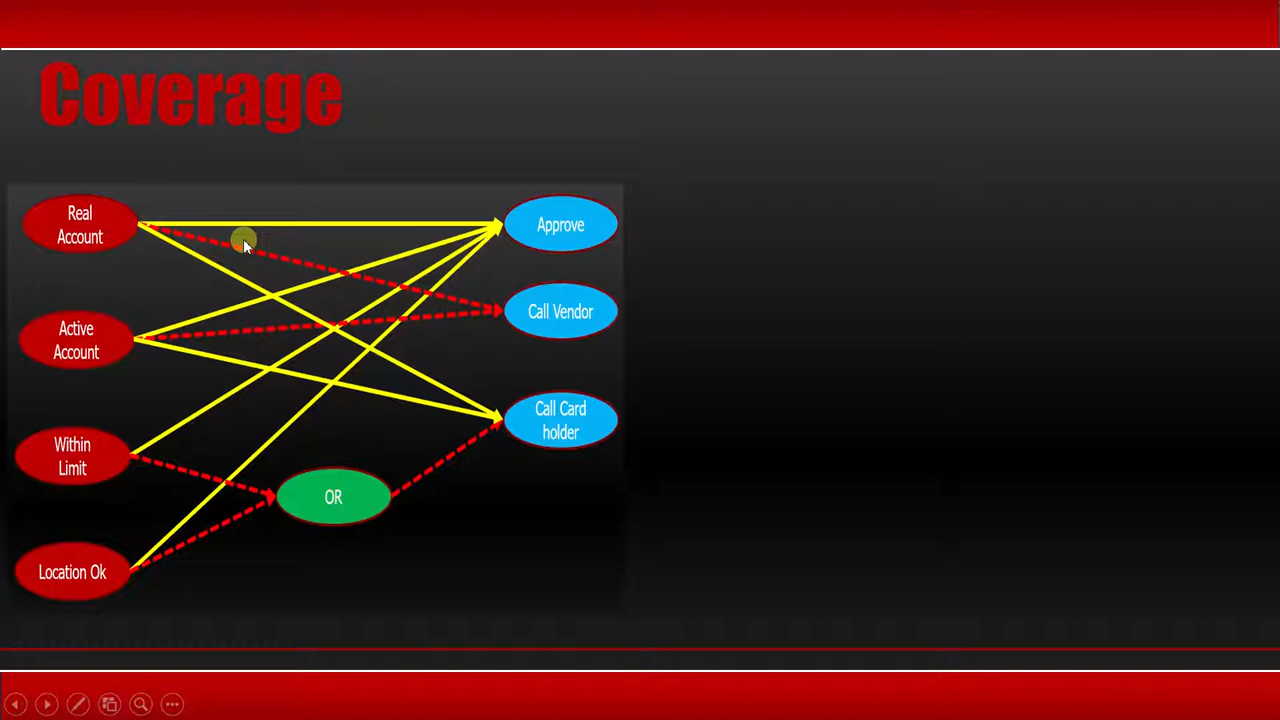 Coverage
Real
Account
Approve
Call Vendor
Active
Account
Call Card
holder
Within
Limit
OR
Location Ok